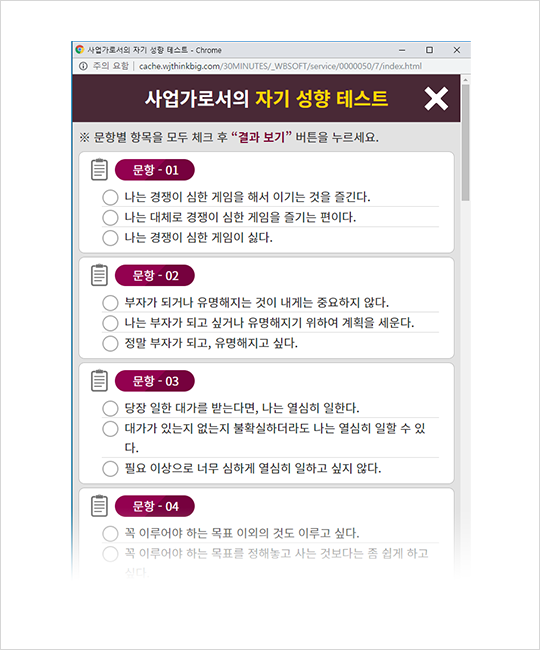 사업가로서의 자기 성향 테스트 - Chrome
주의 요함 | cache.wjthinkbig.com/30MINUTES/_WBSOFT/service/0000050/7/index.html
사업가로서의 자기 성향 테스트
※ 문항별 항목을 모두 체크 후 “결과 보기” 버튼을 누르세요.
문항 - 01
나는 경쟁이 심한 게임을 해서 이기는 것을 즐긴다.
나는 대체로 경쟁이 심한 게임을 즐기는 편이다.
나는 경쟁이 심한 게임이 싫다.
문항 - 02
부자가 되거나 유명해지는 것이 내게는 중요하지 않다.
나는 부자가 되고 싶거나 유명해지기 위하여 계획을 세운다.
정말 부자가 되고, 유명해지고 싶다.
문항 - 03
당장 일한 대가를 받는다면, 나는 열심히 일한다.
대가가 있는지 없는지 불확실하더라도 나는 열심히 일할 수 있
다.
필요 이상으로 너무 심하게 열심히 일하고 싶지 않다.
문항 - 04
꼭 이루어야 하는 목표 이외의 것도 이루고 싶다.
꼭 이루어야 하는 목표를 정해놓고 사는 것보다는 좀 쉽게 하고
싶다.